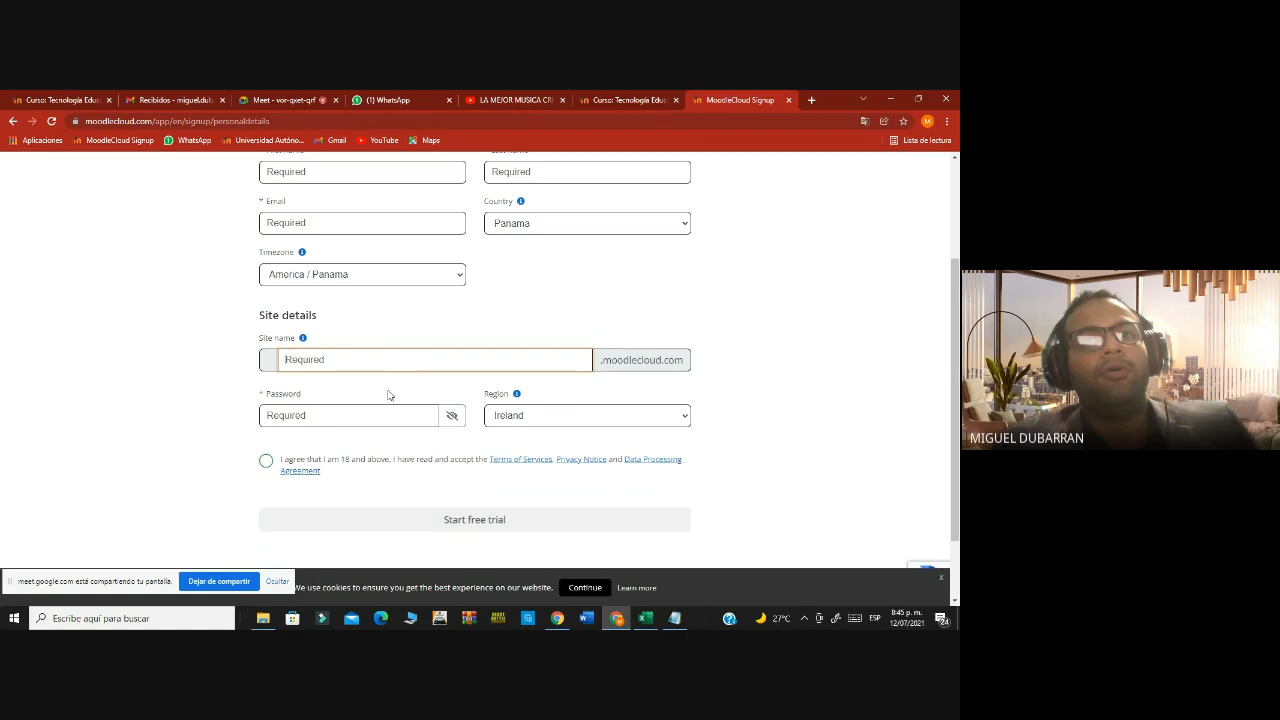 Curso: Tecnología Educ
Recibidos - miguel.dub
Meet - vor-qxet-qrf
(1) WhatsApp
LA MEJOR MUSICA CRI
Curso: Tecnología Educ
MoodleCloud Signup
moodlecloud.com/app/en/signup/personaldetails
Aplicaciones
MoodleCloud Signup
WhatsApp
Universidad Autóno...
Gmail
YouTube
Maps
Lista de lectura
Required
Required
* Email
Country
Required
Panama
Timezone
America / Panama
Site details
Site name
Required
.moodlecloud.com
* Password
Region
Required
Ireland
I agree that I am 18 and above, I have read and accept the Terms of Services, Privacy Notice and Data Processing
Agreement
Start free trial
meet.google.com está compartiendo tu pantalla.
Dejar de compartir
Ocultar
We use cookies to ensure you get the best experience on our website.
Continue
Learn more
Escribe aquí para buscar
27°C
ESP
8:45 p. m.
12/07/2021
24
MIGUEL DUBARRAN